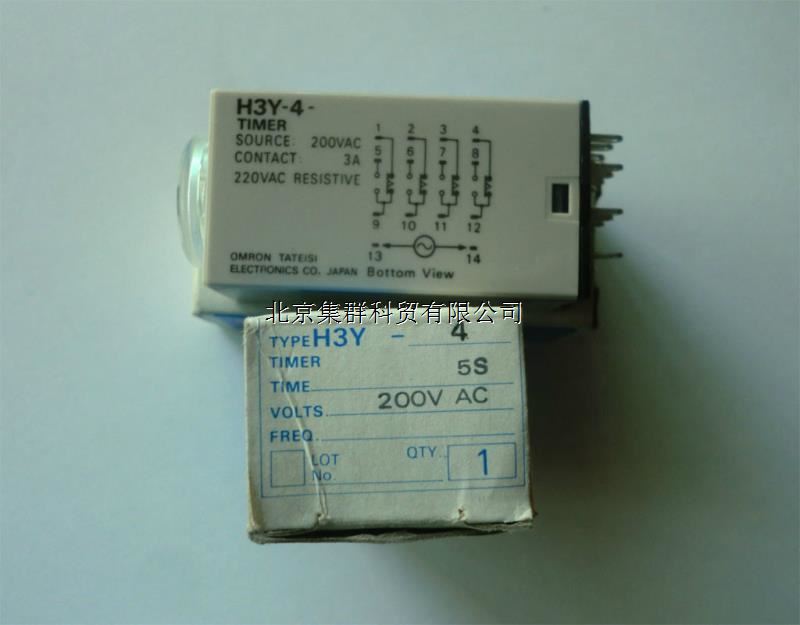 H3Y-4-
TIMER
SOURCE: 200VAC
CONTACT: 3A
220VAC RESISTIVE
1 2 3 4
5 6 7 8
9 10 11 12
13 14
OMRON TATEISI
ELECTRONICS CO. JAPAN Bottom View
北京集群科贸有限公司
TYPE H3Y - 4
TIMER
TIME 5S
VOLTS 200V AC
FREQ.
LOT No. QTY. 1